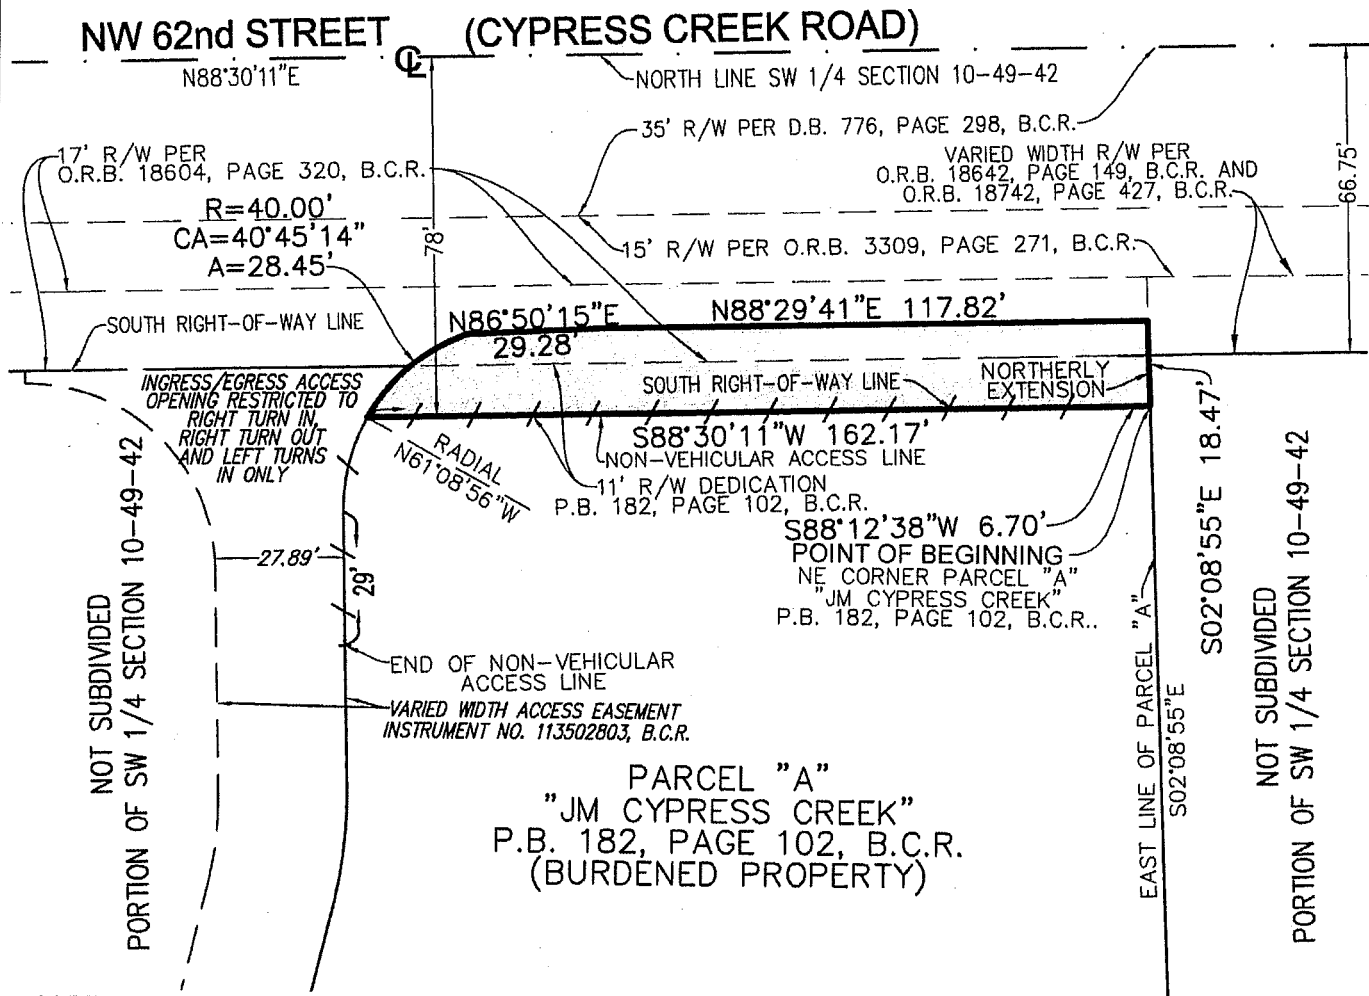 NW 62nd STREET (CYPRESS CREEK ROAD)
℄
N88°30'11"E
NORTH LINE SW 1/4 SECTION 10-49-42
35' R/W PER D.B. 776, PAGE 298, B.C.R.
17' R/W PER
O.R.B. 18604, PAGE 320, B.C.R.
VARIED WIDTH R/W PER
O.R.B. 18642, PAGE 149, B.C.R. AND
O.R.B. 18742, PAGE 427, B.C.R.
66.75'
R=40.00'
CA=40°45'14"
A=28.45'
78'
15' R/W PER O.R.B. 3309, PAGE 271, B.C.R.
SOUTH RIGHT-OF-WAY LINE
N86°50'15"E
29.28'
N88°29'41"E 117.82'
INGRESS/EGRESS ACCESS
OPENING RESTRICTED TO
RIGHT TURN IN,
RIGHT TURN OUT
AND LEFT TURNS
IN ONLY
SOUTH RIGHT-OF-WAY LINE
NORTHERLY
EXTENSION
RADIAL
N61°08'56"W
S88°30'11"W 162.17'
NON-VEHICULAR ACCESS LINE
11' R/W DEDICATION
P.B. 182, PAGE 102, B.C.R.
S88°12'38"W 6.70'
POINT OF BEGINNING
NE CORNER PARCEL "A"
"JM CYPRESS CREEK"
P.B. 182, PAGE 102, B.C.R..
S02°08'55"E 18.47'
27.89'
29'
END OF NON-VEHICULAR
ACCESS LINE
VARIED WIDTH ACCESS EASEMENT
INSTRUMENT NO. 113502803, B.C.R.
NOT SUBDIVIDED
PORTION OF SW 1/4 SECTION 10-49-42
PARCEL "A"
"JM CYPRESS CREEK"
P.B. 182, PAGE 102, B.C.R.
(BURDENED PROPERTY)
EAST LINE OF PARCEL "A"
S02°08'55"E
NOT SUBDIVIDED
PORTION OF SW 1/4 SECTION 10-49-42